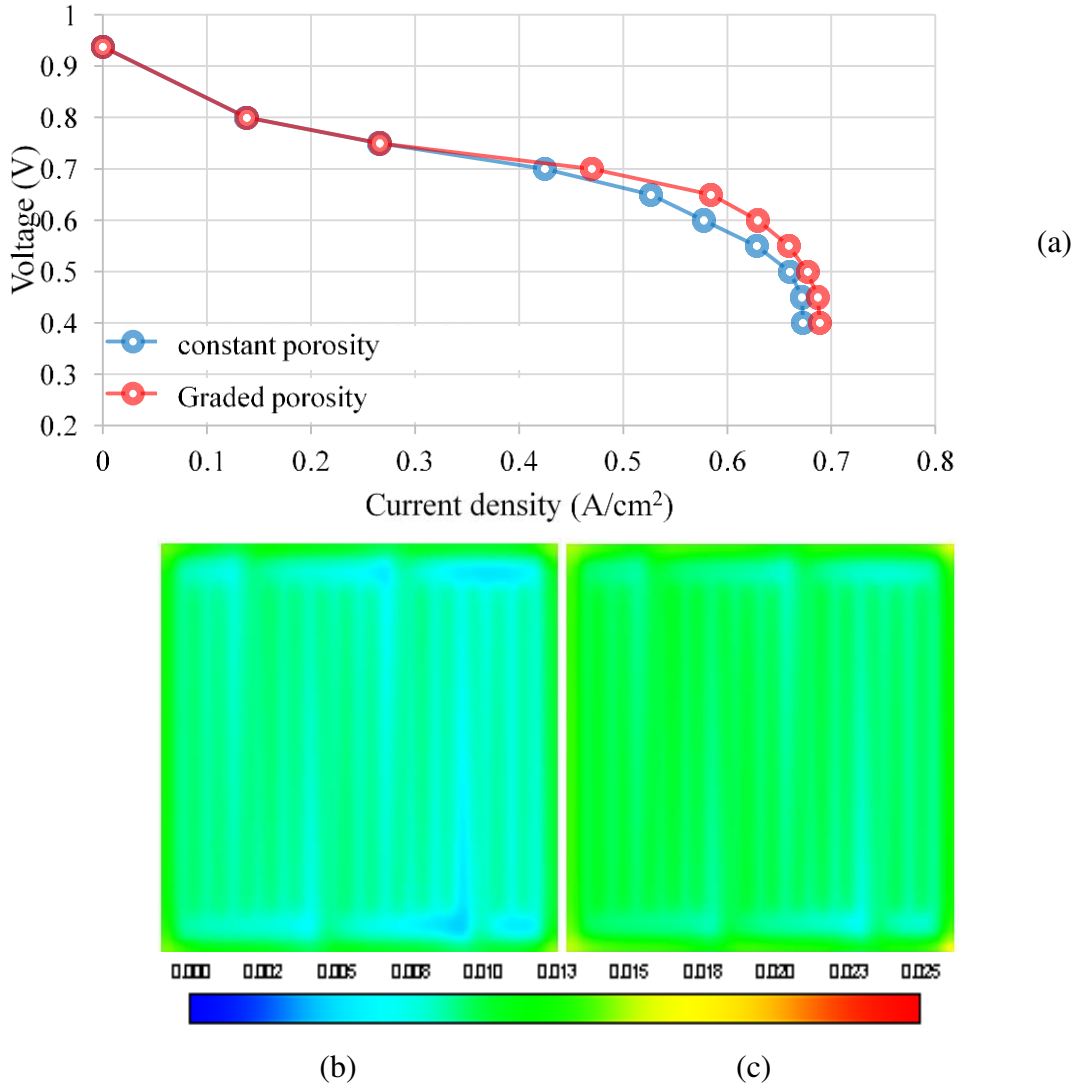 1
0.9
0.8
0.7
0.6
0.5
0.4
0.3
0.2
Voltage (V)
(a)
constant porosity
Graded porosity
0 0.1 0.2 0.3 0.4 0.5 0.6 0.7 0.8
Current density (A/cm²)
0.000 0.002 0.005 0.008 0.010 0.013 0.015 0.018 0.020 0.023 0.025
(b) (c)